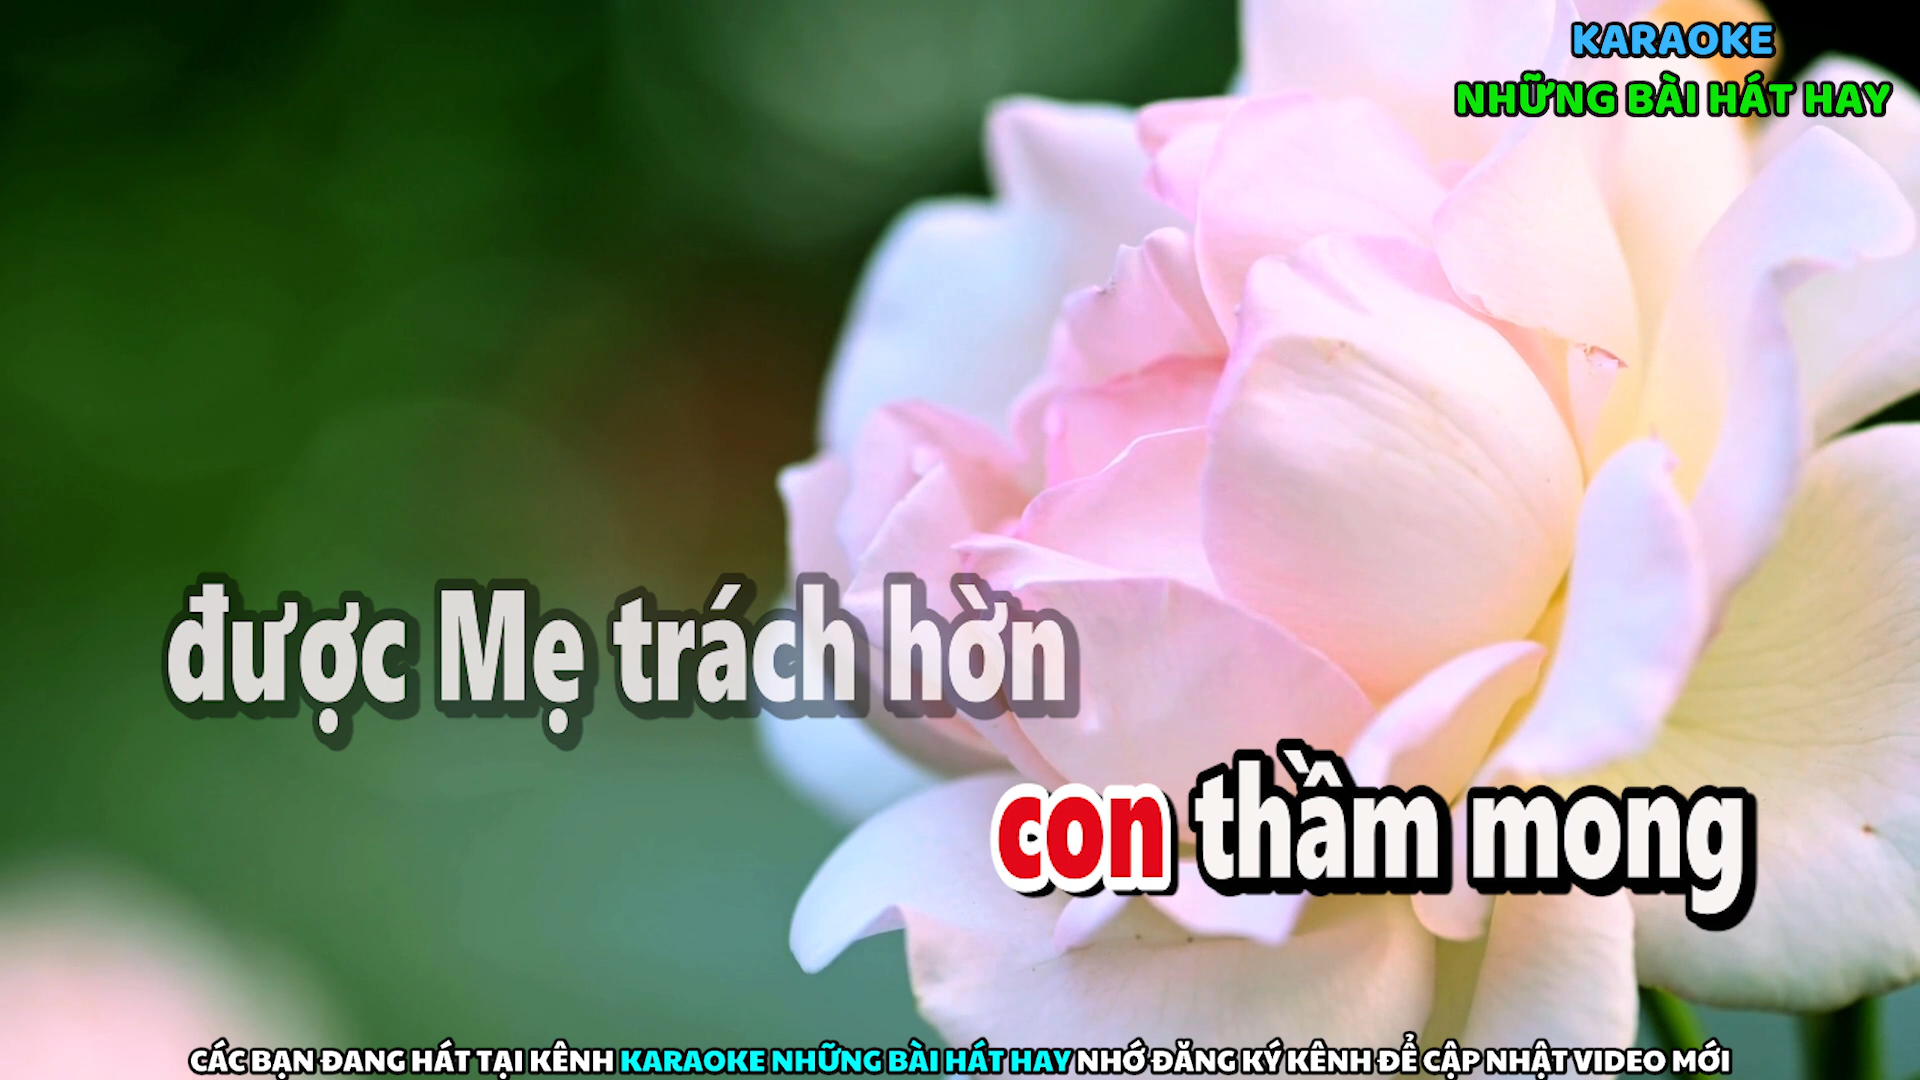 KARAOKE
NHỮNG BÀI HÁT HAY
được Mẹ trách hờn
con thầm mong
CÁC BẠN ĐANG HÁT TẠI KÊNH KARAOKE NHỮNG BÀI HÁT HAY NHỚ ĐĂNG KÝ KÊNH ĐỂ CẬP NHẬT VIDEO MỚI